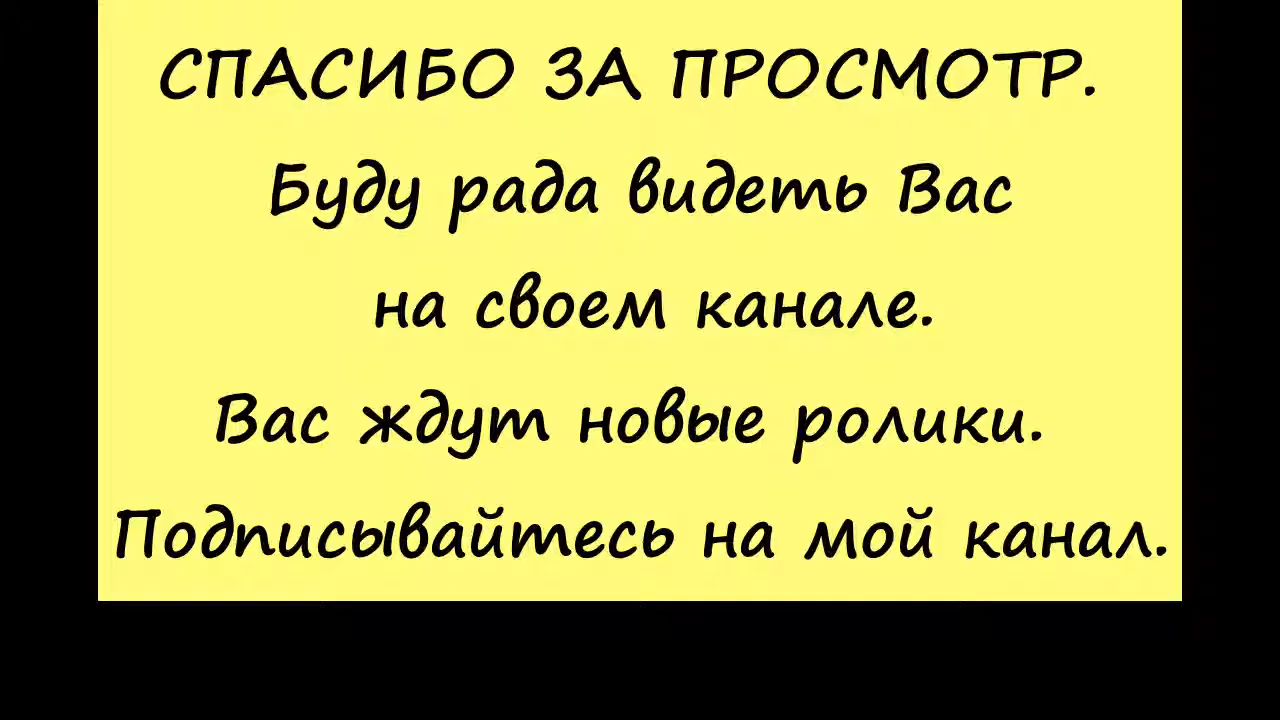 СПАСИБО ЗА ПРОСМОТР.
Буду рада видеть Вас
на своем канале.
Вас ждут новые ролики.
Подписывайтесь на мой канал.